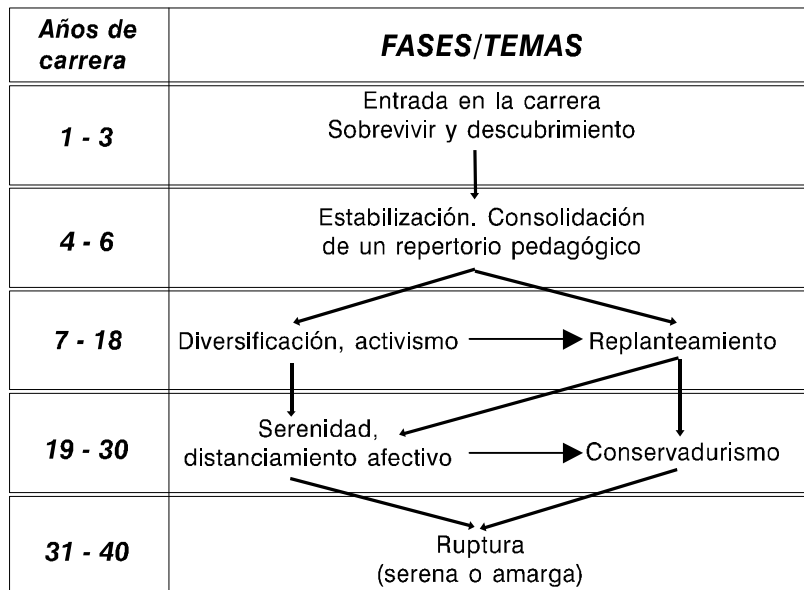 Años de
carrera
FASES/TEMAS
1 - 3
Entrada en la carrera
Sobrevivir y descubrimiento
4 - 6
Estabilización. Consolidación
de un repertorio pedagógico
7 - 18
Diversificación, activismo
Replanteamiento
19 - 30
Serenidad,
distanciamiento afectivo
Conservadurismo
31 - 40
Ruptura
(serena o amarga)